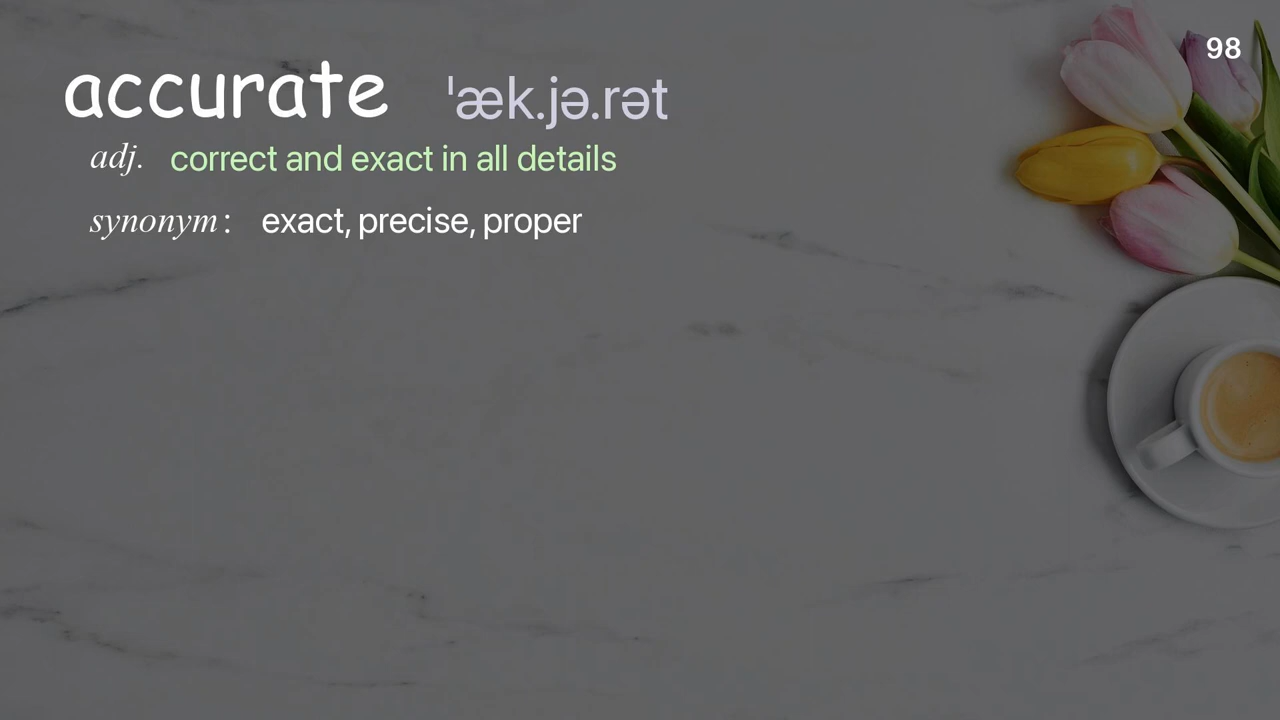 98
accurate ˈæk.jə.rət
adj. correct and exact in all details
synonym: exact, precise, proper